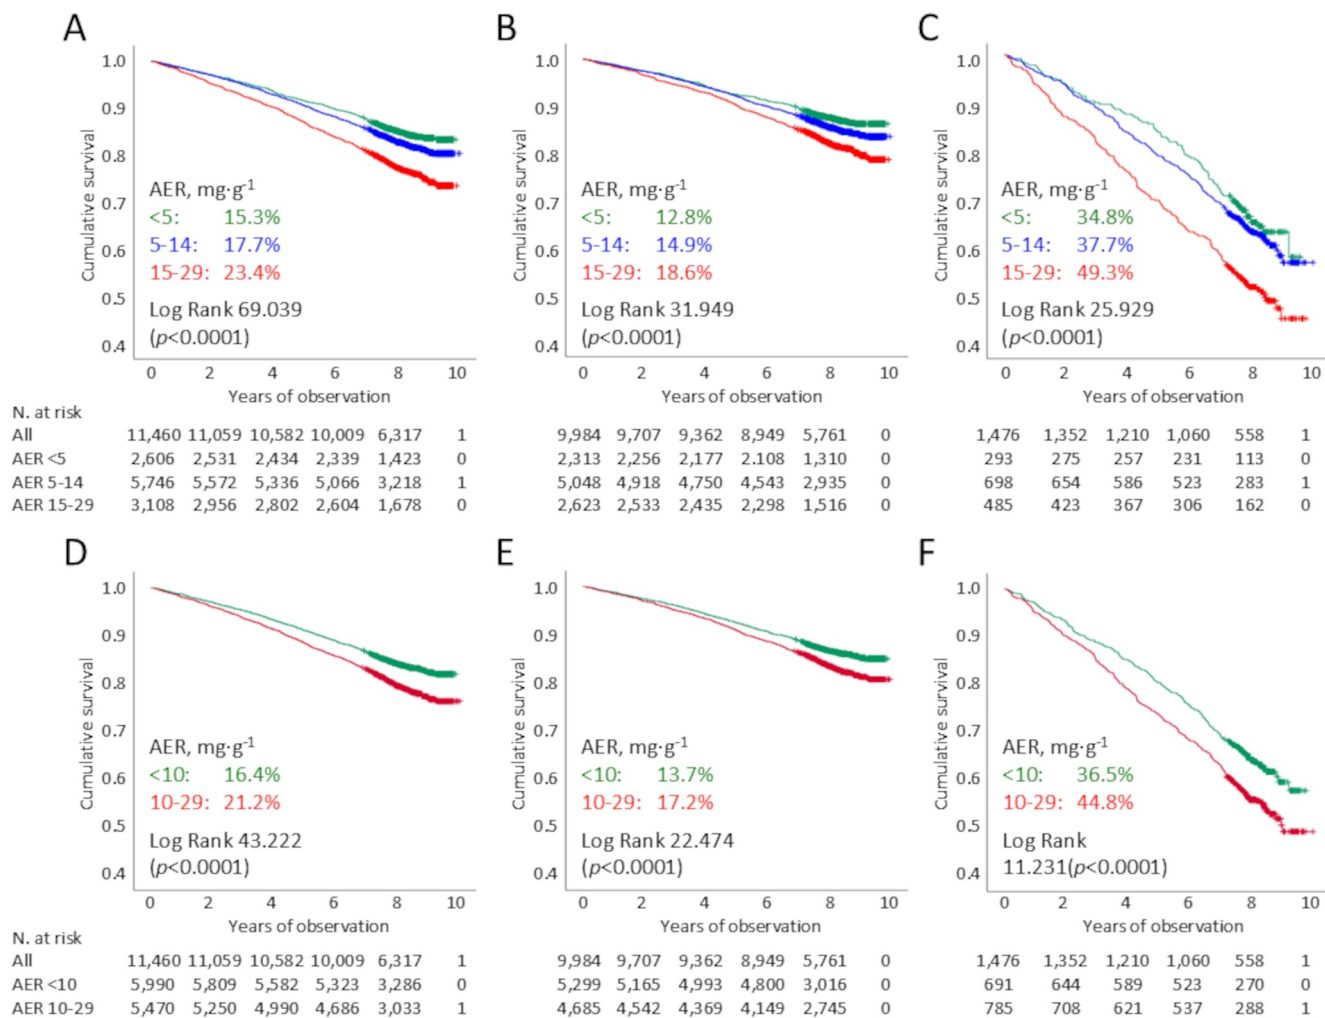 A
Cumulative survival
1.0
0.9
0.8
0.7
0.6
0.5
0.4
AER, mg·g-1
<5: 15.3%
5-14: 17.7%
15-29: 23.4%
Log Rank 69.039
(p<0.0001)
0 2 4 6 8 10
Years of observation
B
Cumulative survival
1.0
0.9
0.8
0.7
0.6
0.5
0.4
AER, mg·g-1
<5: 12.8%
5-14: 14.9%
15-29: 18.6%
Log Rank 31.949
(p<0.0001)
0 2 4 6 8 10
Years of observation
C
Cumulative survival
1.0
0.9
0.8
0.7
0.6
0.5
0.4
AER, mg·g-1
<5: 34.8%
5-14: 37.7%
15-29: 49.3%
Log Rank 25.929
(p<0.0001)
0 2 4 6 8 10
Years of observation
N. at risk
All 11,460 11,059 10,582 10,009 6,317 1 9,984 9,707 9,362 8,949 5,761 0 1,476 1,352 1,210 1,060 558 1
AER <5 2,606 2,531 2,434 2,339 1,423 0 2,313 2,256 2,177 2.108 1,310 0 293 275 257 231 113 0
AER 5-14 5,746 5,572 5,336 5,066 3,218 1 5,048 4,918 4,750 4,543 2,935 0 698 654 586 523 283 1
AER 15-29 3,108 2,956 2,802 2,604 1,678 0 2,623 2,533 2,435 2,298 1,516 0 485 423 367 306 162 0
D
Cumulative survival
1.0
0.9
0.8
0.7
0.6
0.5
0.4
AER, mg·g-1
<10: 16.4%
10-29: 21.2%
Log Rank 43.222
(p<0.0001)
0 2 4 6 8 10
Years of observation
E
Cumulative survival
1.0
0.9
0.8
0.7
0.6
0.5
0.4
AER, mg·g-1
<10: 13.7%
10-29: 17.2%
Log Rank 22.474
(p<0.0001)
0 2 4 6 8 10
Years of observation
F
Cumulative survival
1.0
0.9
0.8
0.7
0.6
0.5
0.4
AER, mg·g-1
<10: 36.5%
10-29: 44.8%
Log Rank
11.231(p<0.0001)
0 2 4 6 8 10
Years of observation
N. at risk
All 11,460 11,059 10,582 10,009 6,317 1 9,984 9,707 9,362 8,949 5,761 0 1,476 1,352 1,210 1,060 558 1
AER <10 5,990 5,809 5,582 5,323 3,286 0 5,299 5,165 4,993 4,800 3,016 0 691 644 589 523 270 0
AER 10-29 5,470 5,250 4,990 4,686 3,033 1 4,685 4,542 4,369 4,149 2,745 0 785 708 621 537 288 1